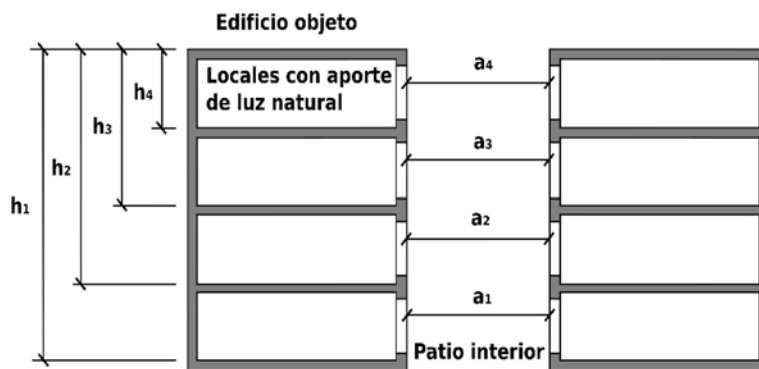 Edificio objeto
Locales con aporte
de luz natural
h₄
h₃
h₂
h₁
a₄
a₃
a₂
a₁
Patio interior